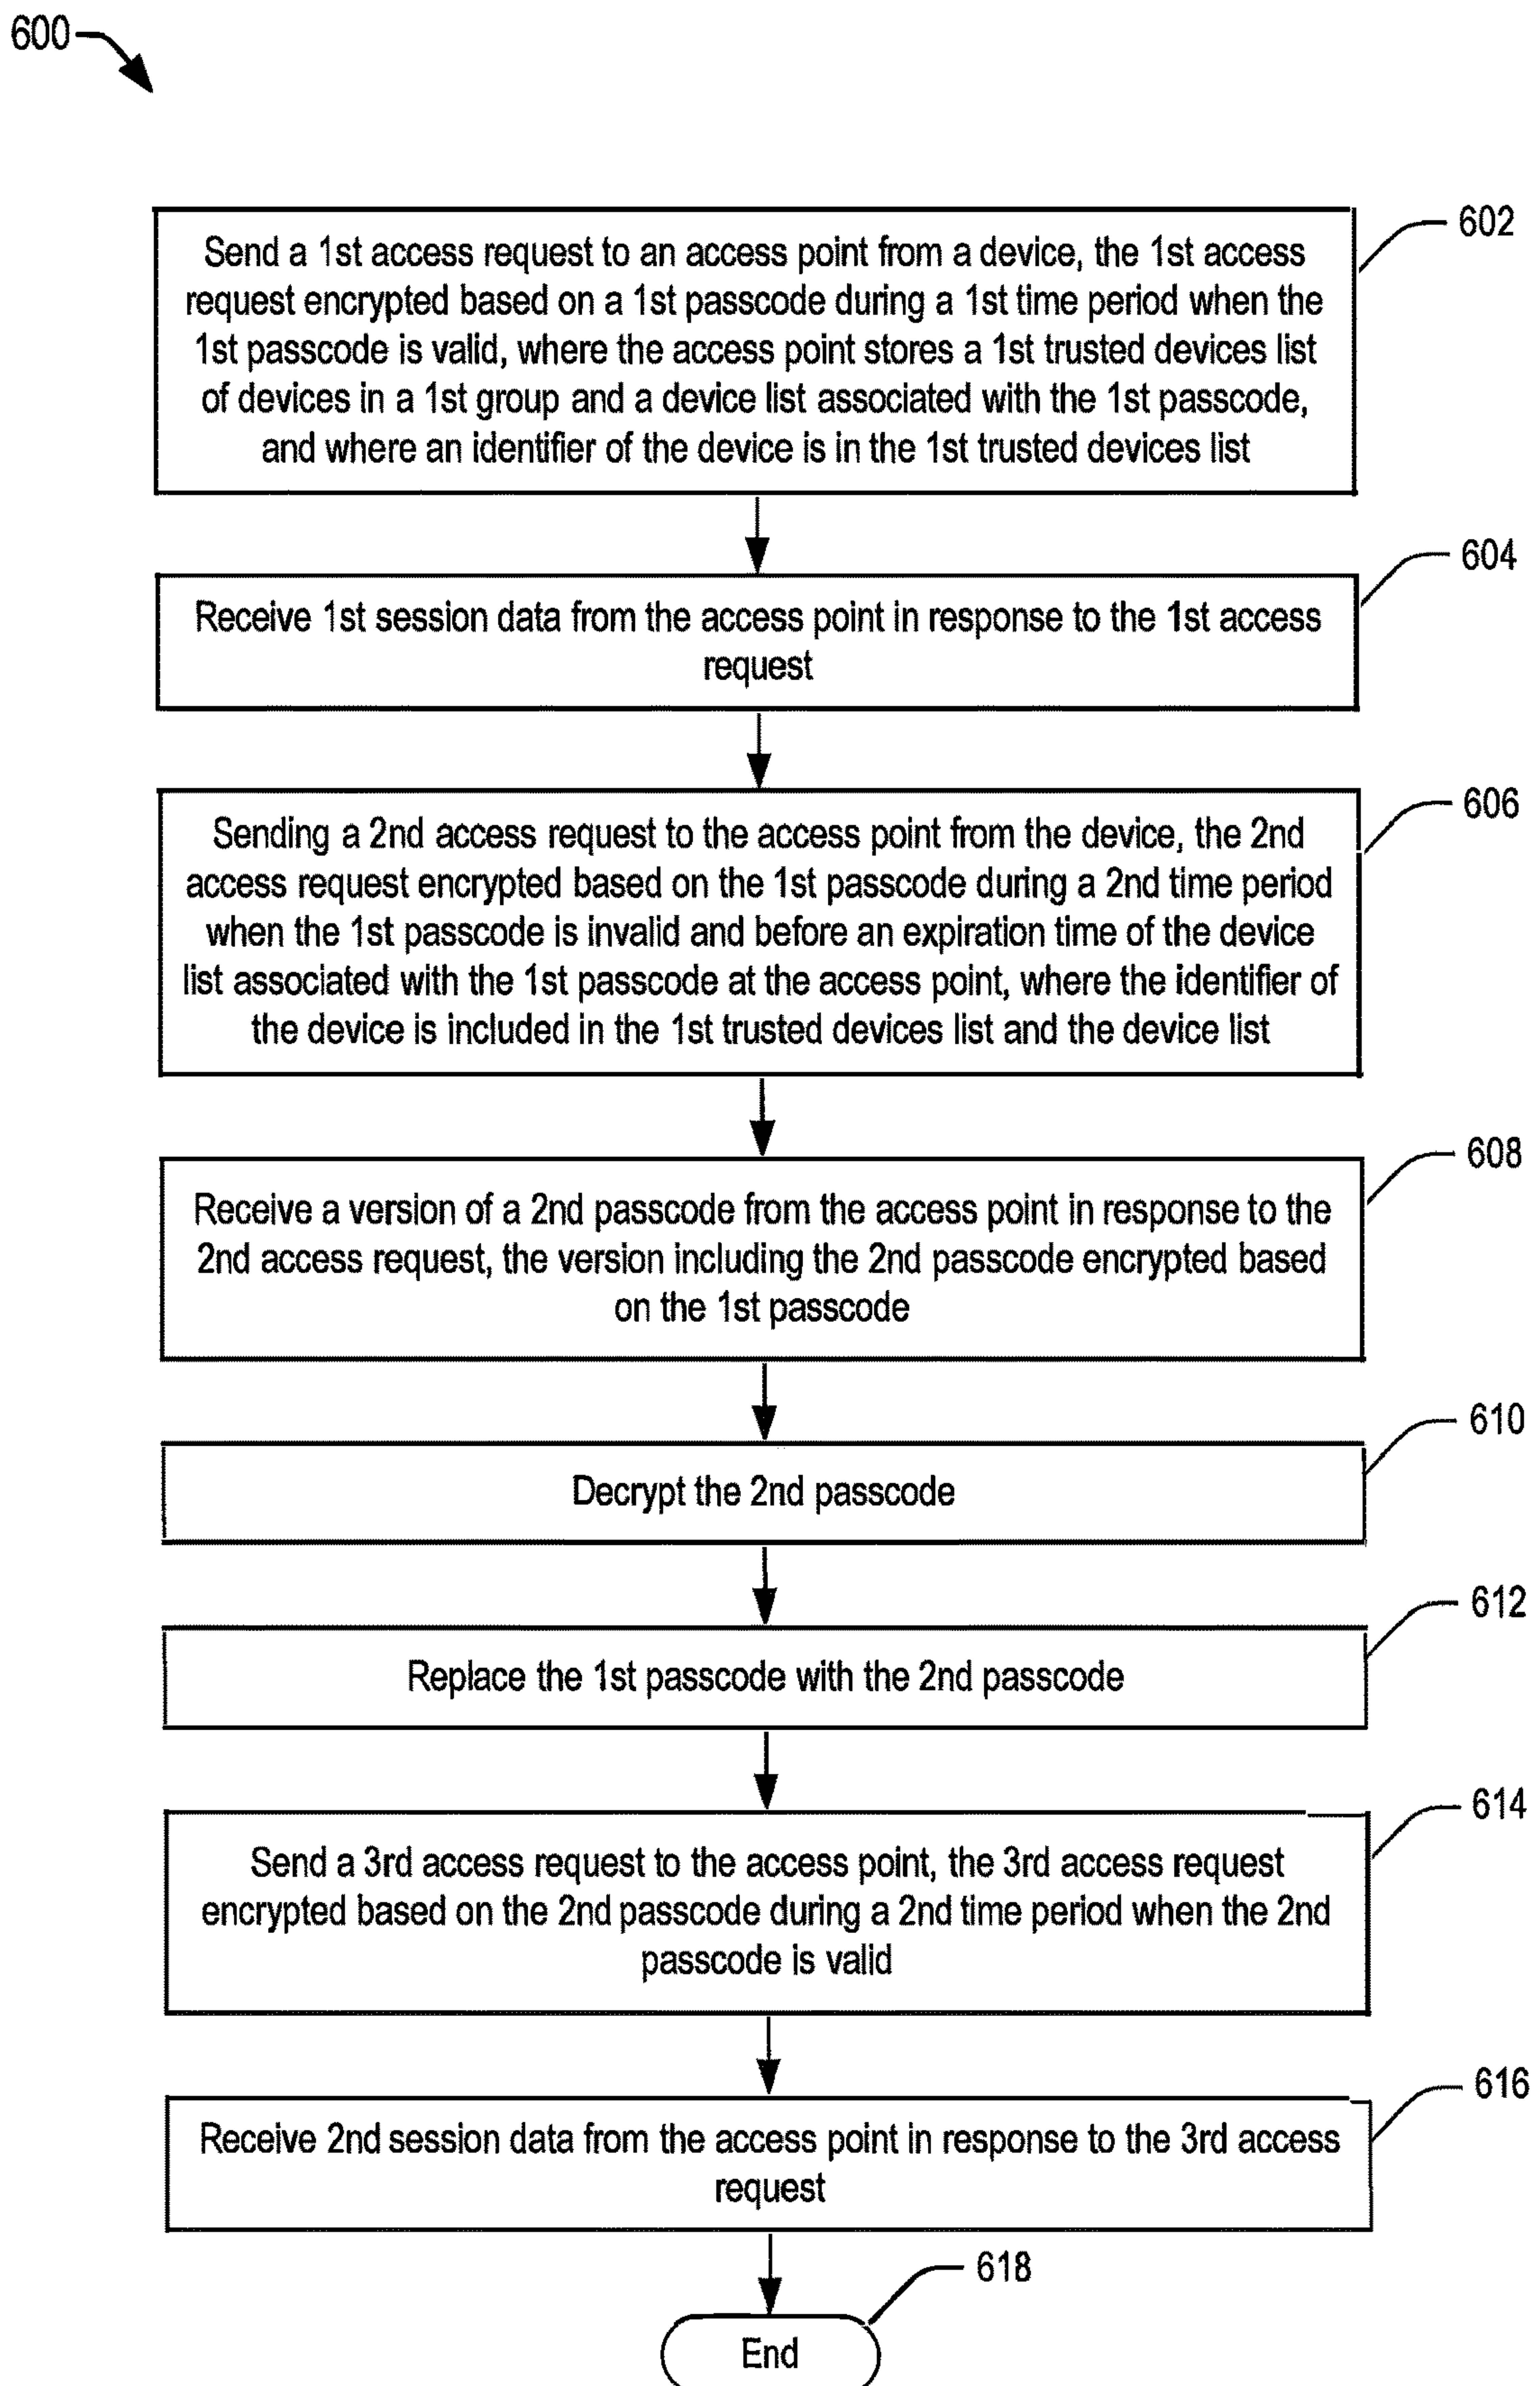 600
602
Send a 1st access request to an access point from a device, the 1st access
request encrypted based on a 1st passcode during a 1st time period when the
1st passcode is valid, where the access point stores a 1st trusted devices list
of devices in a 1st group and a device list associated with the 1st passcode,
and where an identifier of the device is in the 1st trusted devices list
604
Receive 1st session data from the access point in response to the 1st access
request
606
Sending a 2nd access request to the access point from the device, the 2nd
access request encrypted based on the 1st passcode during a 2nd time period
when the 1st passcode is invalid and before an expiration time of the device
list associated with the 1st passcode at the access point, where the identifier of
the device is included in the 1st trusted devices list and the device list
608
Receive a version of a 2nd passcode from the access point in response to the
2nd access request, the version including the 2nd passcode encrypted based
on the 1st passcode
610
Decrypt the 2nd passcode
612
Replace the 1st passcode with the 2nd passcode
614
Send a 3rd access request to the access point, the 3rd access request
encrypted based on the 2nd passcode during a 2nd time period when the 2nd
passcode is valid
616
Receive 2nd session data from the access point in response to the 3rd access
request
618
End